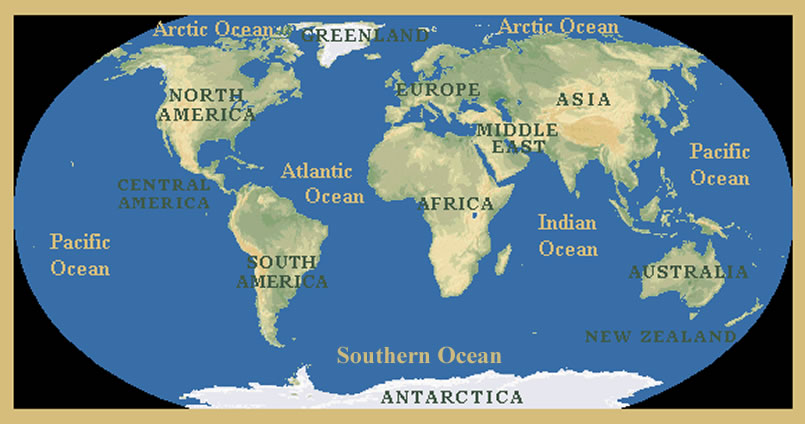 Arctic Ocean
Arctic Ocean
GREENLAND
NORTH
AMERICA
EUROPE
ASIA
MIDDLE
EAST
Pacific
Ocean
Atlantic
Ocean
CENTRAL
AMERICA
AFRICA
Indian
Ocean
Pacific
Ocean
SOUTH
AMERICA
AUSTRALIA
NEW ZEALAND
Southern Ocean
ANTARCTICA